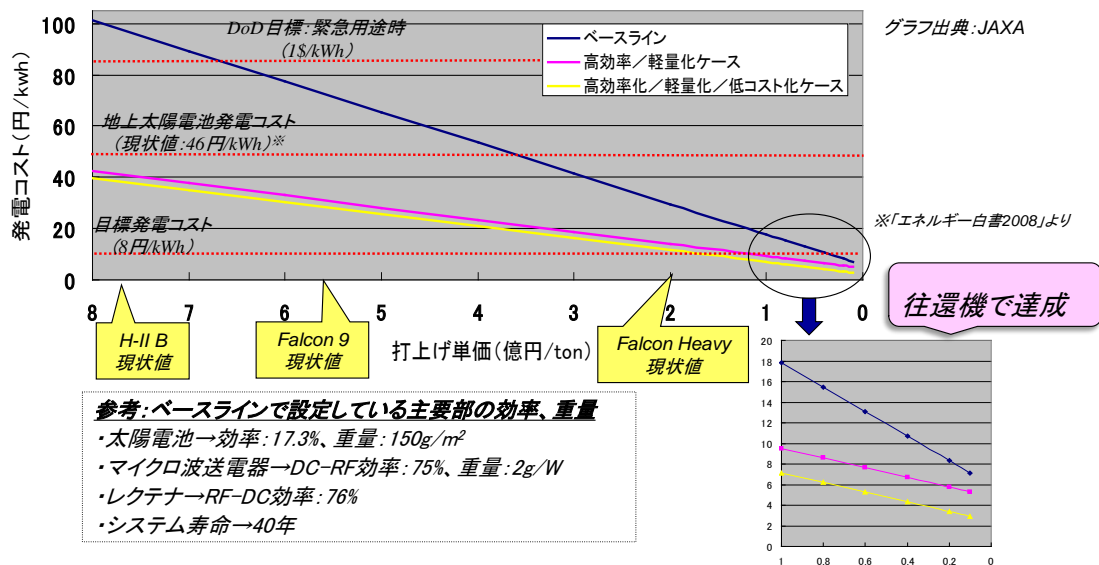 グラフ出典：JAXA
DoD目標：緊急用途時
（1$/kWh）
ベースライン
高効率／軽量化ケース
高効率化／軽量化／低コスト化ケース
地上太陽電池発電コスト
（現状値：46円/kWh）※
目標発電コスト
（8円/kWh）
発電コスト（円/kwh）
100
80
60
40
20
0
8 7 6 5 4 3 2 1 0
打上げ単価（億円/ton）
※「エネルギー白書2008」より
往還機で達成
H-II B
現状値
Falcon 9
現状値
Falcon Heavy
現状値
参考：ベースラインで設定している主要部の効率、重量
・太陽電池→効率：17.3%、重量：150g/m²
・マイクロ波送電器→DC-RF効率：75%、重量：2g/W
・レクテナ→RF-DC効率：76%
・システム寿命→40年
20
18
16
14
12
10
8
6
4
2
0
1 0.8 0.6 0.4 0.2 0